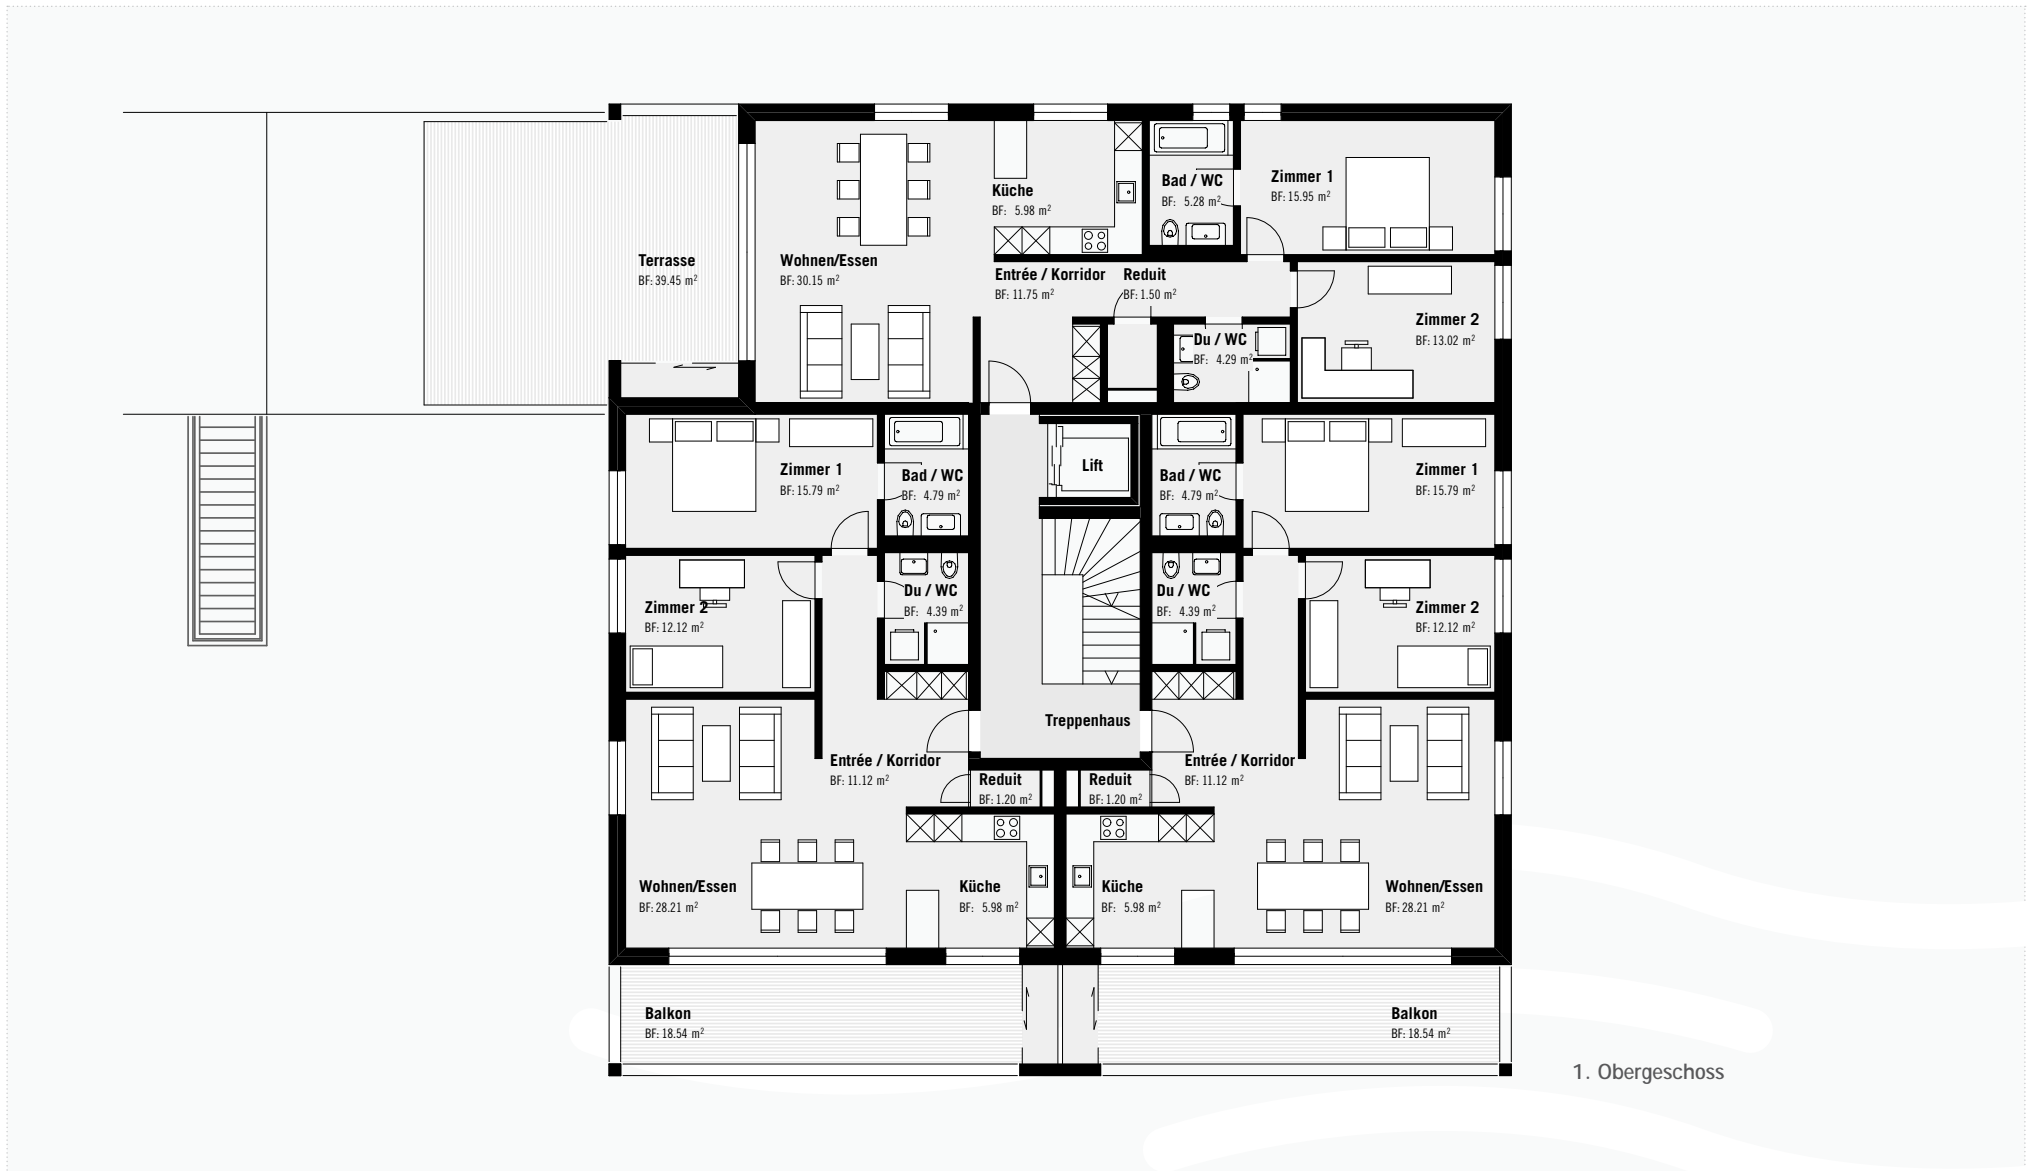 Küche
BF: 5.98 m²
Bad / WC
BF: 5.28 m²
Zimmer 1
BF: 15.95 m²
Terrasse
BF: 39.45 m²
Wohnen/Essen
BF: 30.15 m²
Entrée / Korridor
BF: 11.75 m²
Reduit
BF: 1.50 m²
Du / WC
BF: 4.29 m²
Zimmer 2
BF: 13.02 m²
Zimmer 1
BF: 15.79 m²
Bad / WC
BF: 4.79 m²
Lift
Bad / WC
BF: 4.79 m²
Zimmer 1
BF: 15.79 m²
Zimmer 2
BF: 12.12 m²
Du / WC
BF: 4.39 m²
Du / WC
BF: 4.39 m²
Zimmer 2
BF: 12.12 m²
Treppenhaus
Entrée / Korridor
BF: 11.12 m²
Reduit
BF: 1.20 m²
Reduit
BF: 1.20 m²
Entrée / Korridor
BF: 11.12 m²
Wohnen/Essen
BF: 28.21 m²
Küche
BF: 5.98 m²
Küche
BF: 5.98 m²
Wohnen/Essen
BF: 28.21 m²
Balkon
BF: 18.54 m²
Balkon
BF: 18.54 m²
1. Obergeschoss